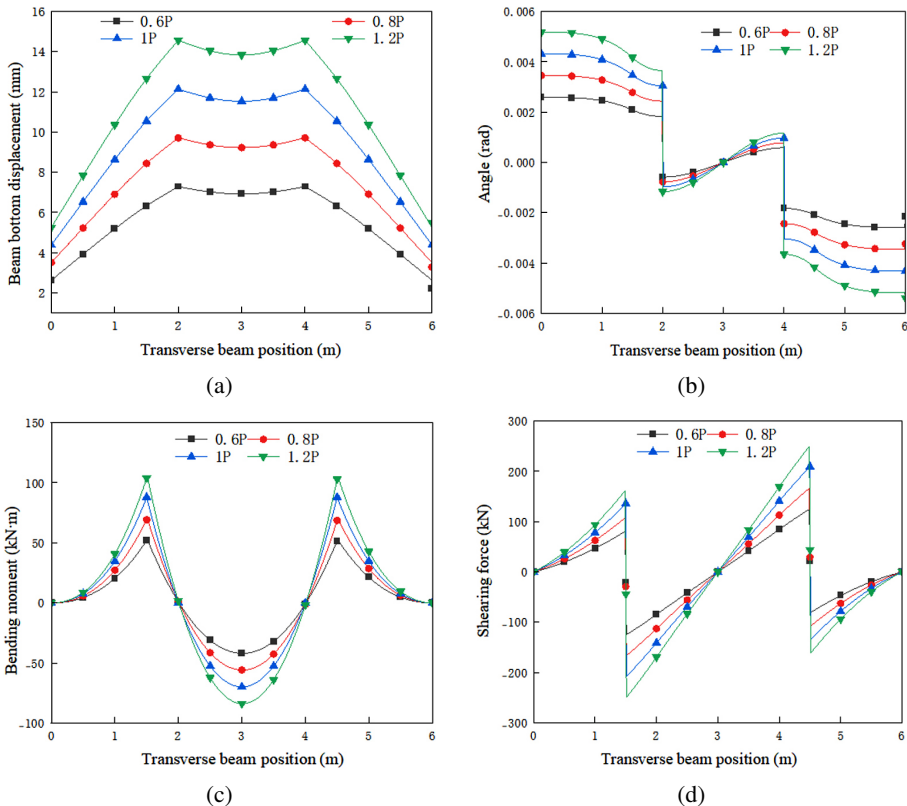 0.6P 0.8P
1P 1.2P
16
14
12
10
8
6
4
2
0 1 2 3 4 5 6
Beam bottom displacement (mm)
Transverse beam position (m)
(a)
0.6P 0.8P
1P 1.2P
0.006
0.004
0.002
0.000
-0.002
-0.004
-0.006
0 1 2 3 4 5 6
Angle (rad)
Transverse beam position (m)
(b)
0.6P 0.8P
1P 1.2P
150
100
50
0
-50
-100
0 1 2 3 4 5 6
Bending moment (kN·m)
Transverse beam position (m)
(c)
0.6P 0.8P
1P 1.2P
300
200
100
0
-100
-200
-300
0 1 2 3 4 5 6
Shearing force (kN)
Transverse beam position (m)
(d)